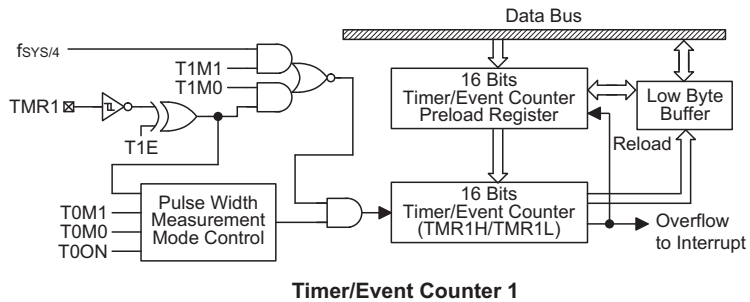 Data Bus
fSYS/4
T1M1
T1M0
TMR1
T1E
16 Bits
Timer/Event Counter
Preload Register
Low Byte
Buffer
Reload
T0M1
T0M0
T0ON
Pulse Width
Measurement
Mode Control
16 Bits
Timer/Event Counter
(TMR1H/TMR1L)
Overflow
to Interrupt
Timer/Event Counter 1